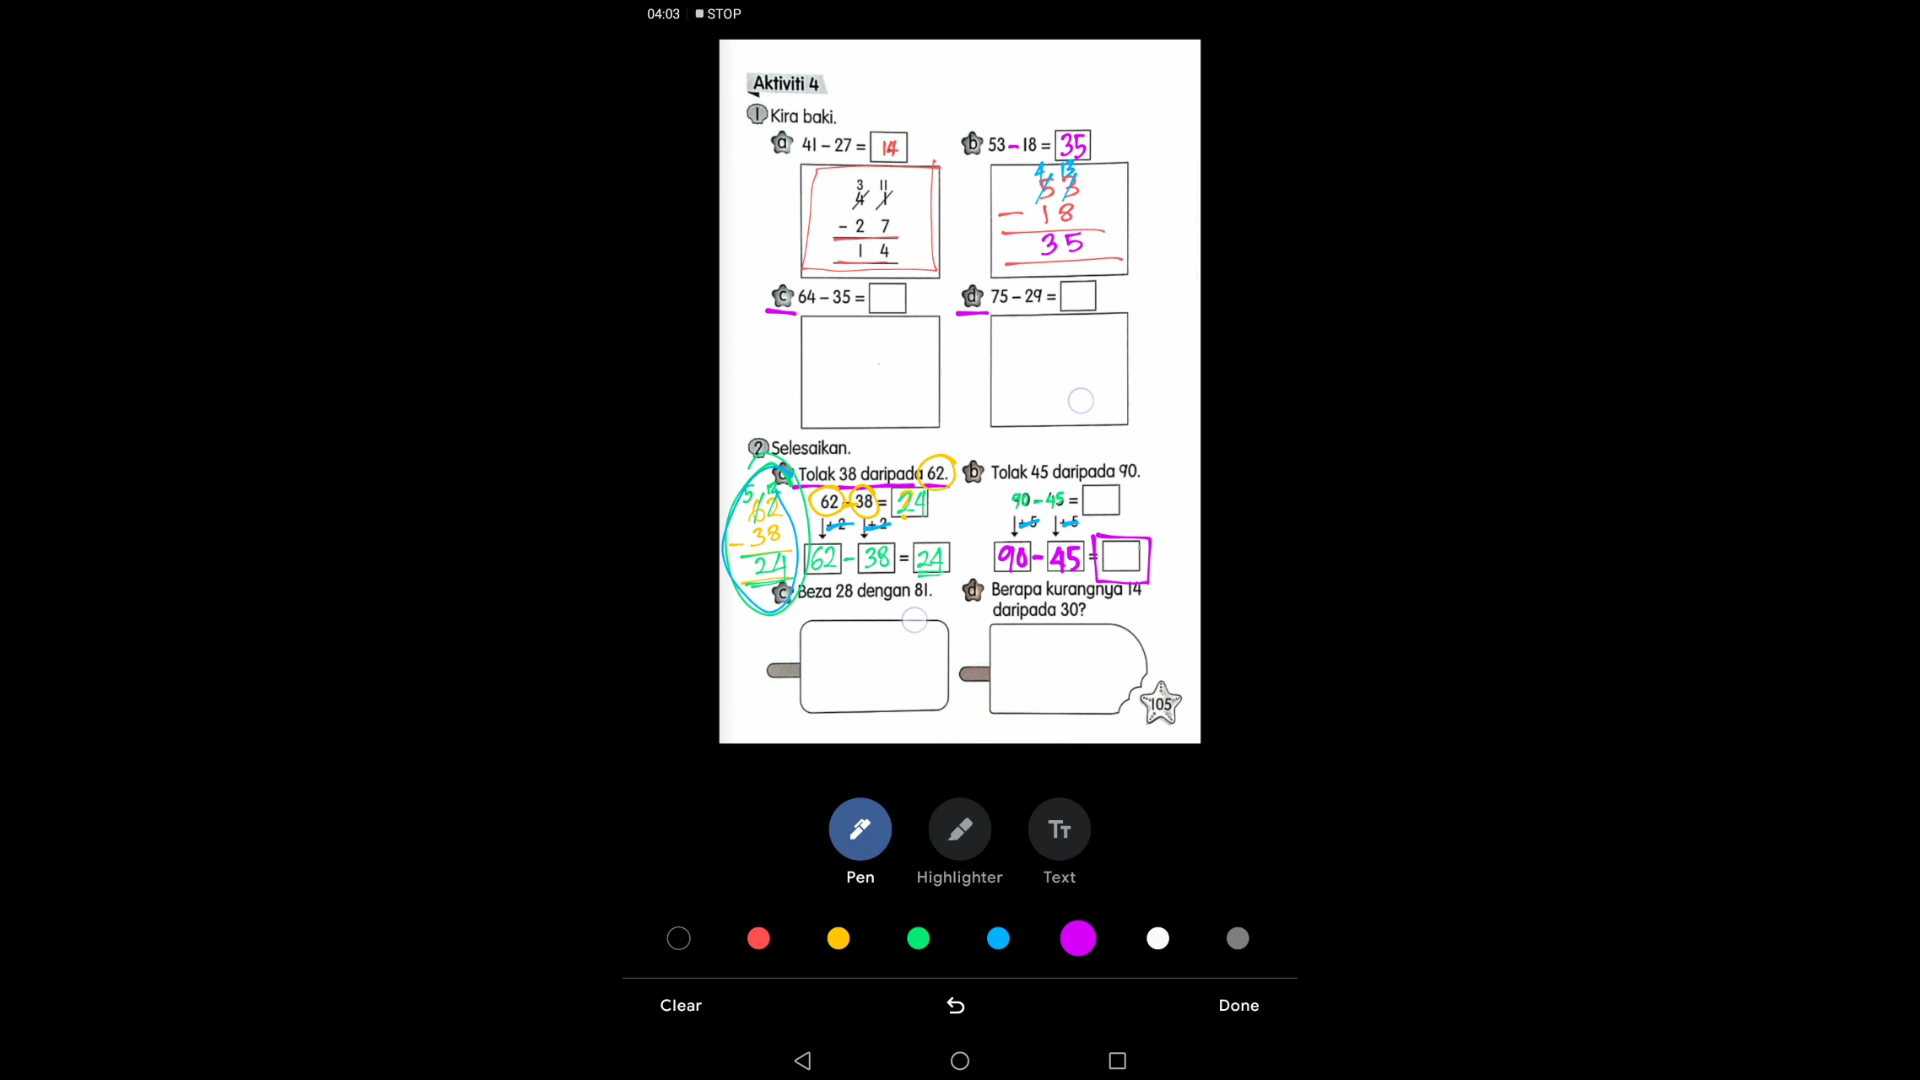 04:03 STOP
Aktiviti 4
1 Kira baki.
a 41 – 27 = 14
b 53 – 18 = 35
3 11
4 1
– 2 7
1 4
4 13
5 3
– 1 8
3 5
c 64 – 35 =
d 75 – 29 =
2 Selesaikan.
a Tolak 38 daripada 62.
62 – 38 = 24
+ 2 + 2
62 – 38 = 24
5 12
62
– 38
24
b Tolak 45 daripada 90.
90 – 45 =
+ 5 + 5
90 – 45 =
c Beza 28 dengan 81.
d Berapa kurangnya 14
daripada 30?
105
Pen Highlighter Text
Clear Done